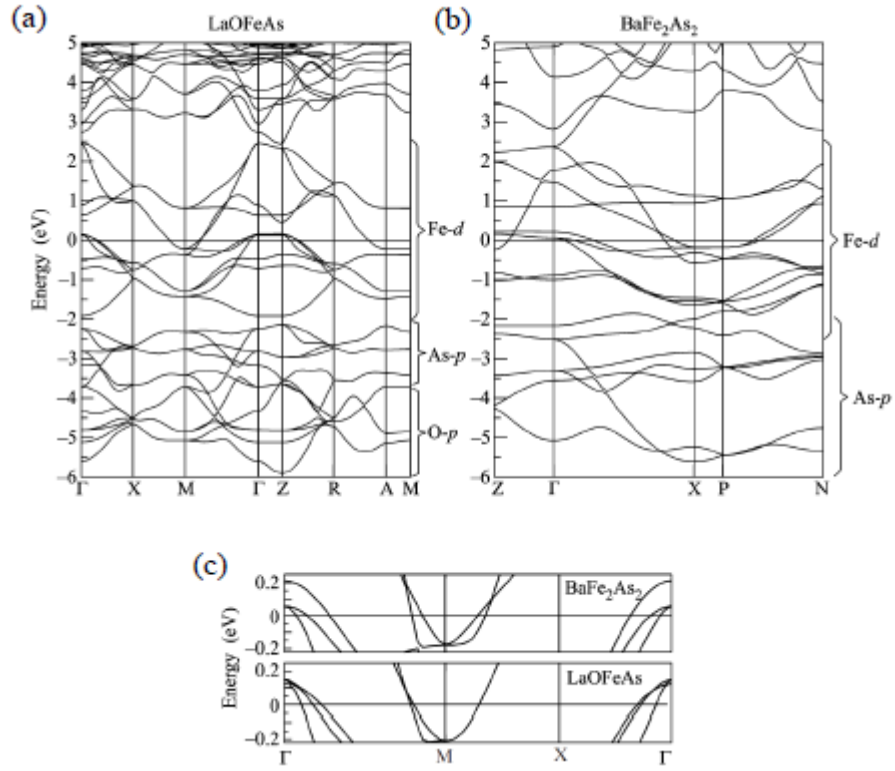 (a)
LaOFeAs
(b)
BaFe₂As₂
Energy (eV)
5
4
3
2
1
0
−1
−2
−3
−4
−5
−6
Γ X M Γ Z R A M
Fe-d
As-p
O-p
5
4
3
2
1
0
−1
−2
−3
−4
−5
−6
Z Γ X P N
Fe-d
As-p
(c)
Energy (eV)
0.2
0
−0.2
BaFe₂As₂
0.2
0
−0.2
LaOFeAs
Γ M X Γ